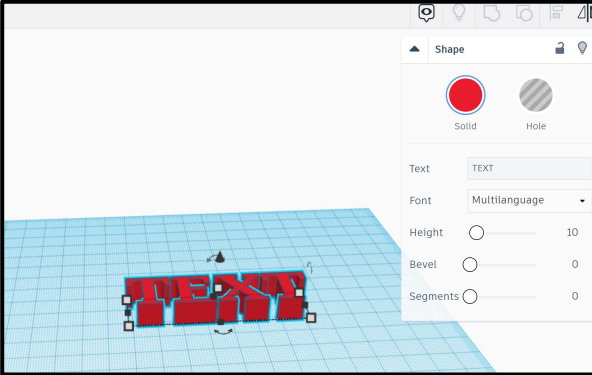 Shape
Solid
Hole
Text
TEXT
Font
Multilanguage
Height
10
Bevel
0
Segments
0
TEXT